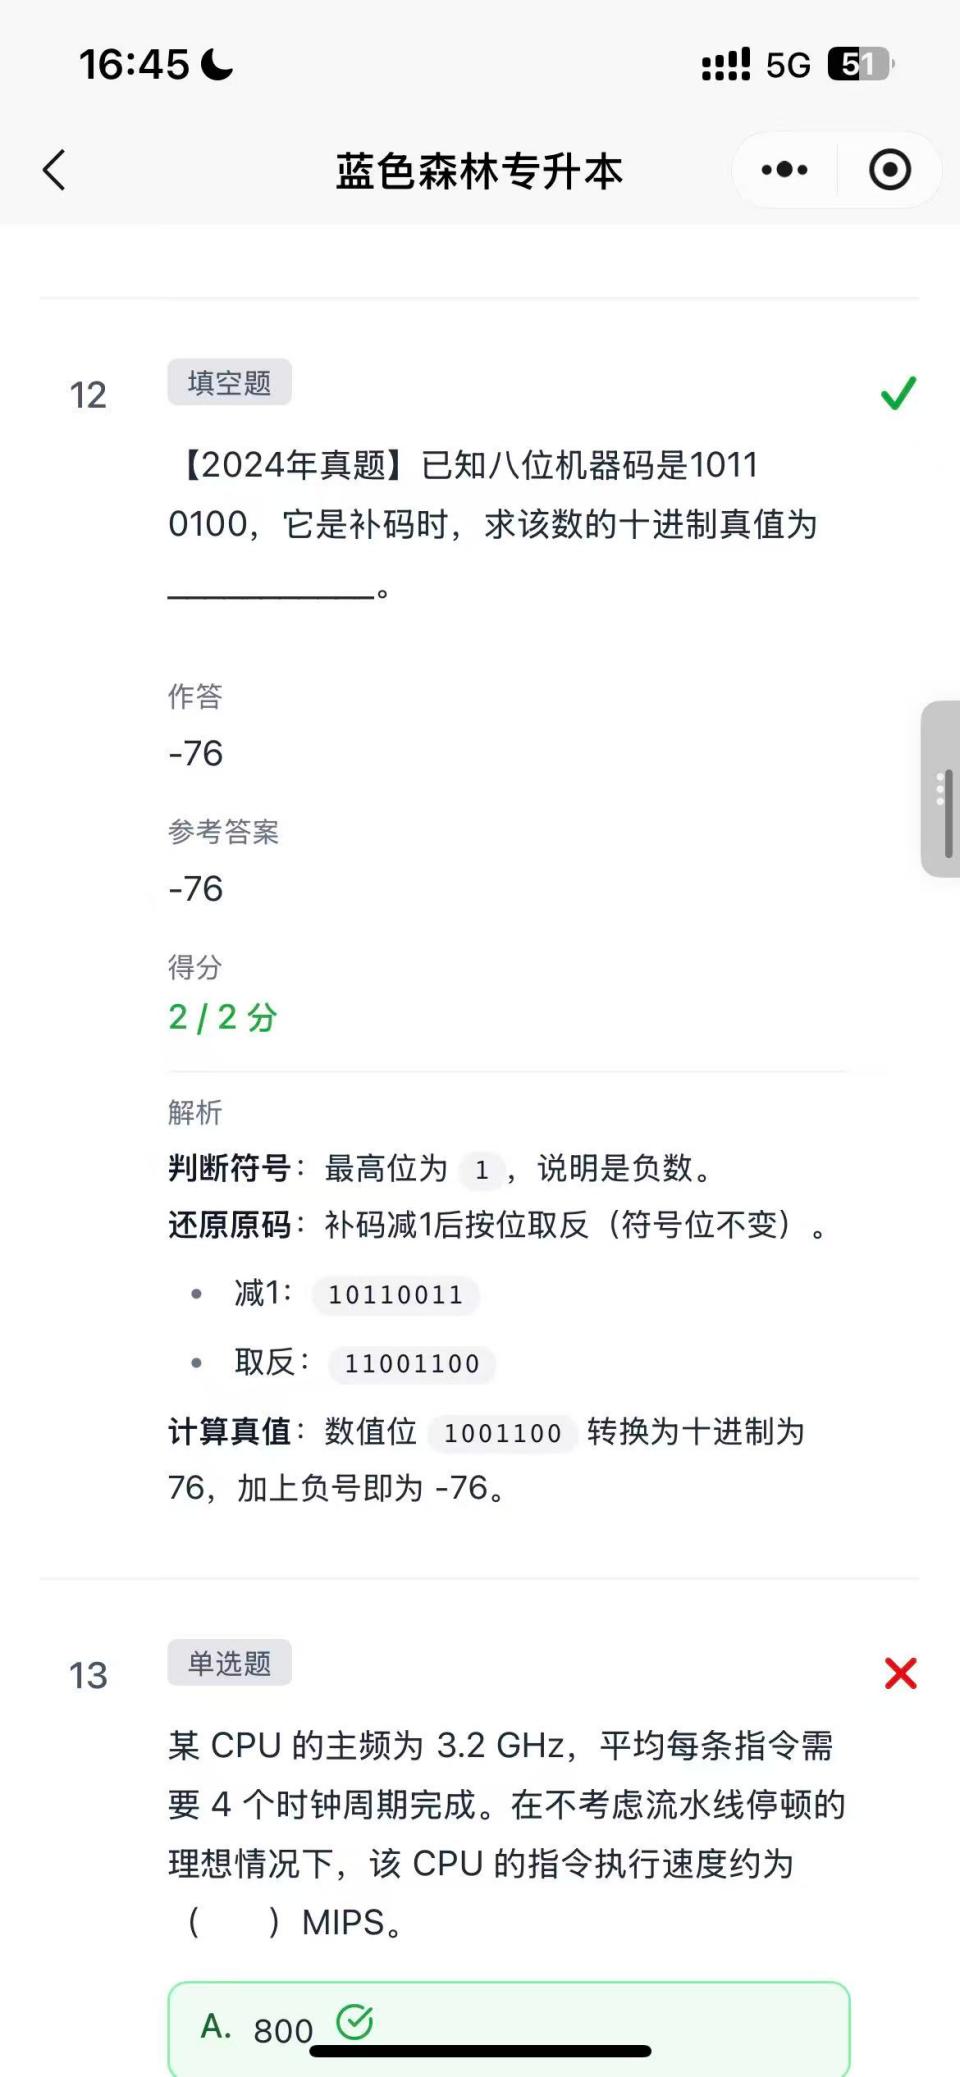 16:45
5G
51
蓝色森林专升本
12
填空题
【2024年真题】已知八位机器码是1011
0100，它是补码时，求该数的十进制真值为
____________。
作答
-76
参考答案
-76
得分
2 / 2 分
解析
判断符号：最高位为 1 ，说明是负数。
还原原码：补码减1后按位取反（符号位不变）。
• 减1： 10110011
• 取反： 11001100
计算真值：数值位 1001100 转换为十进制为
76，加上负号即为 -76。
13
单选题
某 CPU 的主频为 3.2 GHz，平均每条指令需
要 4 个时钟周期完成。在不考虑流水线停顿的
理想情况下，该 CPU 的指令执行速度约为
（　　）MIPS。
A. 800